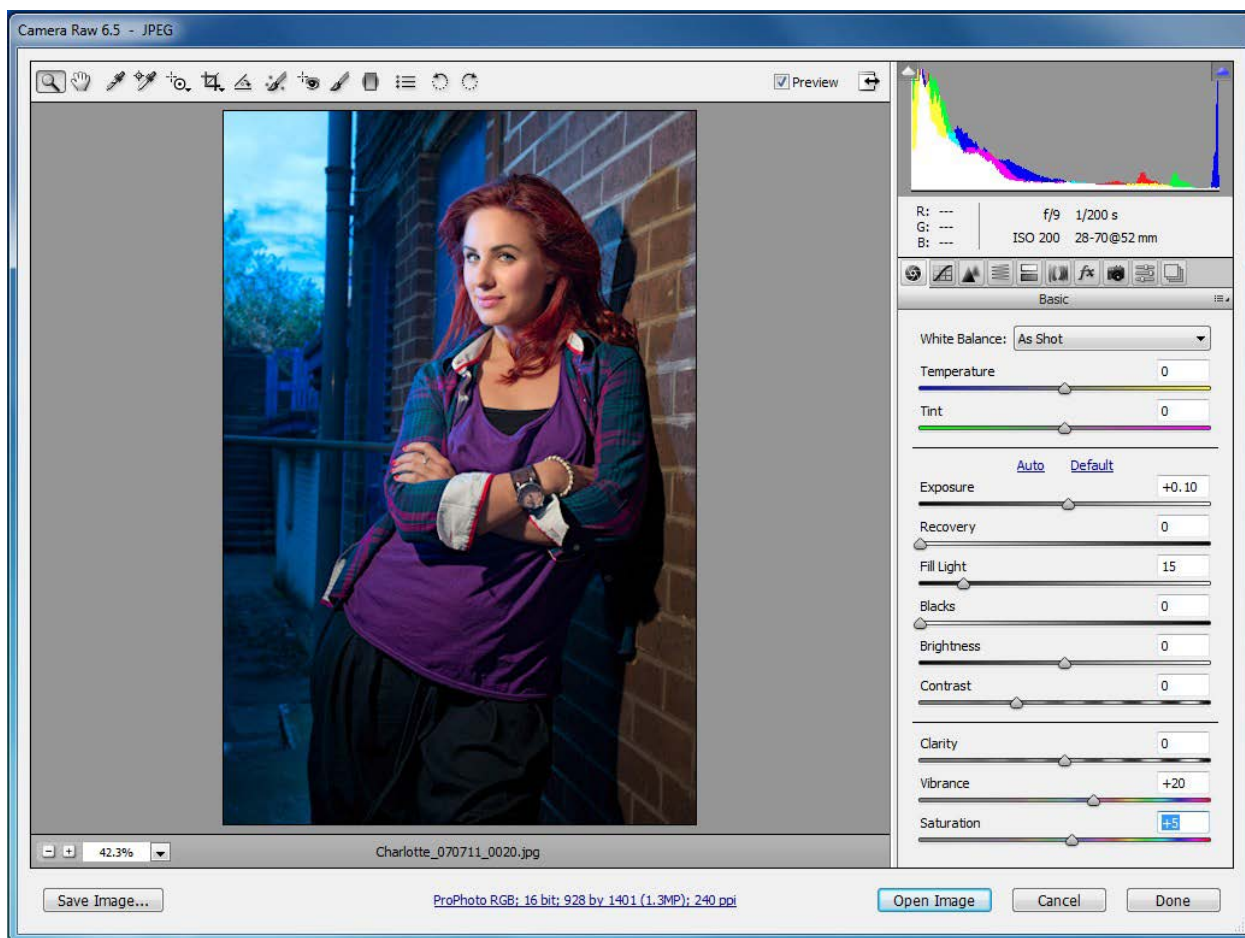 Camera Raw 6.5 - JPEG
Preview
R: ---
G: ---
B: ---
f/9 1/200 s
ISO 200 28-70@52 mm
fx
Basic
White Balance: As Shot
Temperature 0
Tint 0
Auto Default
Exposure +0.10
Recovery 0
Fill Light 15
Blacks 0
Brightness 0
Contrast 0
Clarity 0
Vibrance +20
Saturation +5
42.3% Charlotte_070711_0020.jpg
Save Image... ProPhoto RGB; 16 bit; 928 by 1401 (1.3MP); 240 ppi Open Image Cancel Done